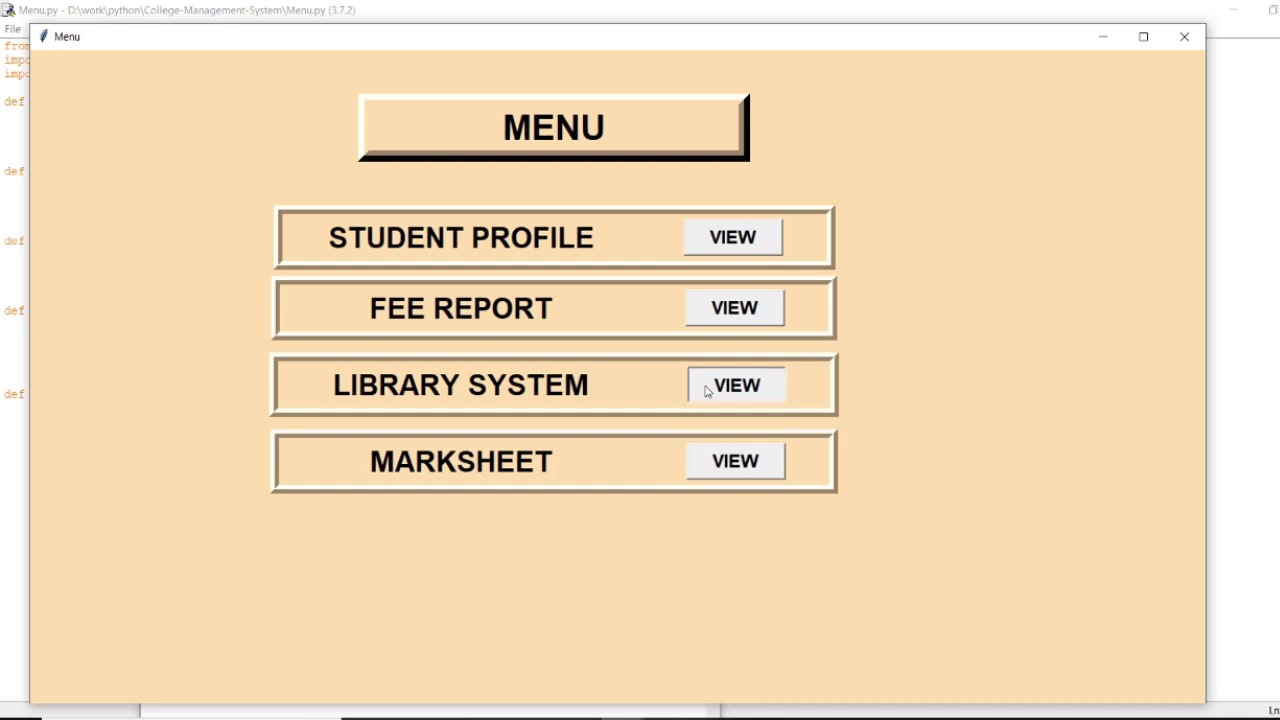 Menu.py - D:\work\python\College-Management-System\Menu.py (3.7.2)
File
Menu
from
impo
impo
def
def
def
def
def
MENU
STUDENT PROFILE VIEW
FEE REPORT VIEW
LIBRARY SYSTEM VIEW
MARKSHEET VIEW
Ln